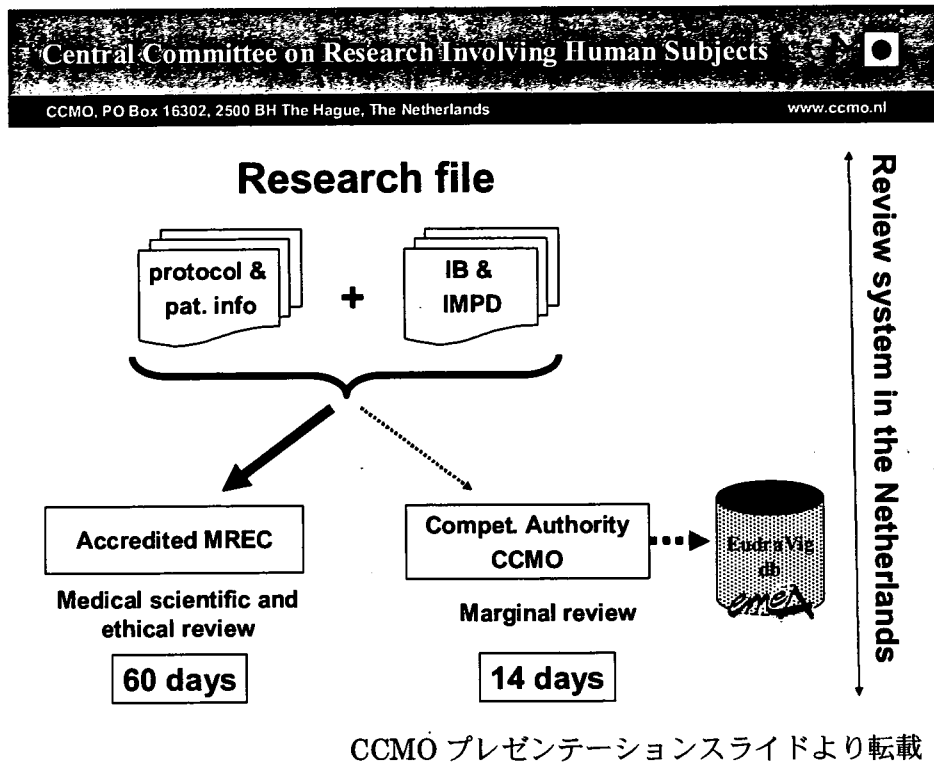 Central Committee on Research Involving Human Subjects
CCMO, PO Box 16302, 2500 BH The Hague, The Netherlands
www.ccmo.nl
Research file
protocol &
pat. info
+
IB &
IMPD
Accredited MREC
Medical scientific and
ethical review
60 days
Compet. Authority
CCMO
Marginal review
14 days
EudraVig
db
emeA
Review system in the Netherlands
CCMO プレゼンテーションスライドより転載